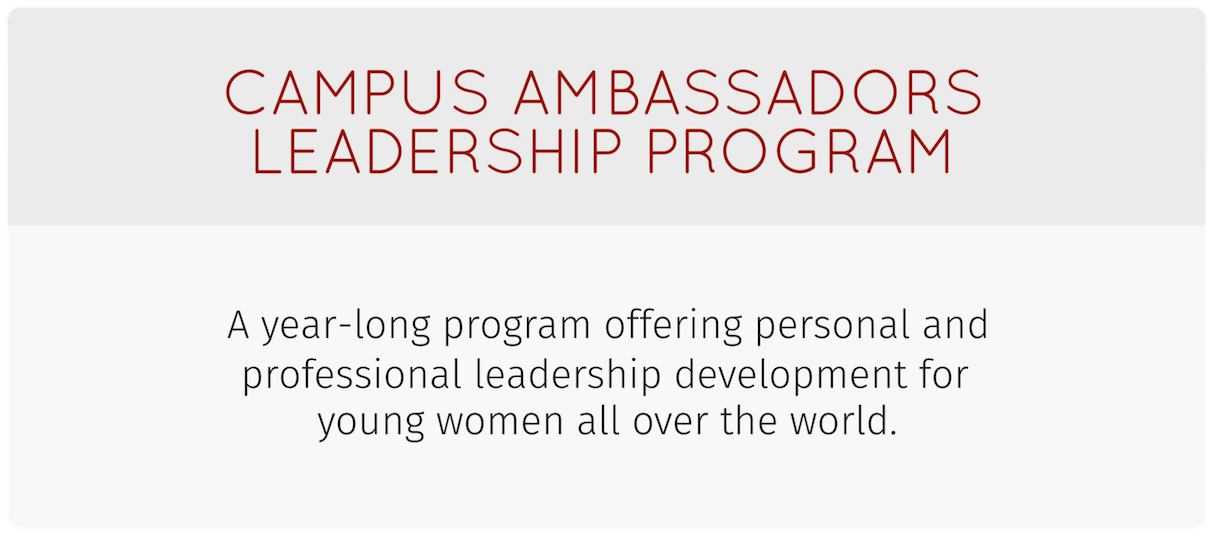 CAMPUS AMBASSADORS
LEADERSHIP PROGRAM
A year-long program offering personal and
professional leadership development for
young women all over the world.